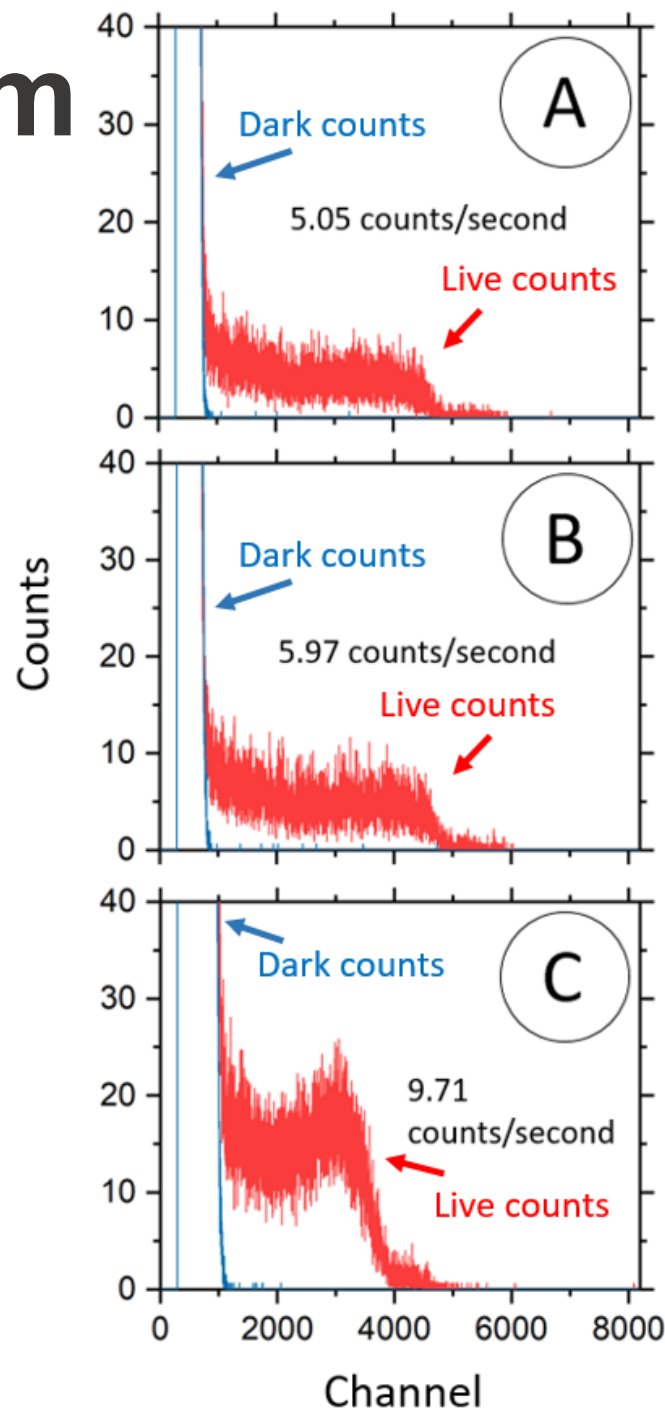 m
40
A
Dark counts
30
5.05 counts/second
20
Live counts
10
0
40
B
Dark counts
30
5.97 counts/second
20
Live counts
10
0
Counts
40
C
Dark counts
30
9.71
counts/second
20
Live counts
10
0
0 2000 4000 6000 8000
Channel